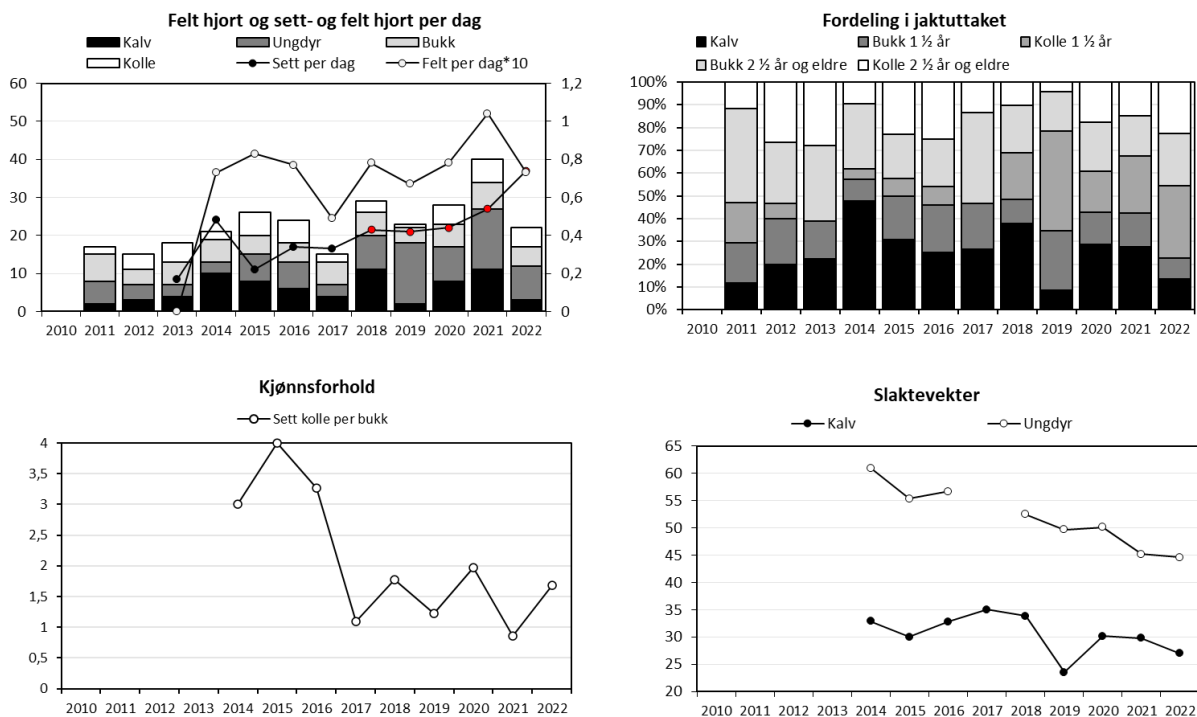 Felt hjort og sett- og felt hjort per dag
Kalv Ungdyr Bukk
Kolle Sett per dag Felt per dag*10
60 1,2
50 1
40 0,8
30 0,6
20 0,4
10 0,2
0 0
2010 2011 2012 2013 2014 2015 2016 2017 2018 2019 2020 2021 2022
Fordeling i jaktuttaket
Kalv Bukk 1 ½ år Kolle 1 ½ år
Bukk 2 ½ år og eldre Kolle 2 ½ år og eldre
100%
90%
80%
70%
60%
50%
40%
30%
20%
10%
0%
2010 2011 2012 2013 2014 2015 2016 2017 2018 2019 2020 2021 2022
Kjønnsforhold
Sett kolle per bukk
4
3,5
3
2,5
2
1,5
1
0,5
0
2010 2011 2012 2013 2014 2015 2016 2017 2018 2019 2020 2021 2022
Slaktevekter
Kalv Ungdyr
65
60
55
50
45
40
35
30
25
20
2010 2011 2012 2013 2014 2015 2016 2017 2018 2019 2020 2021 2022